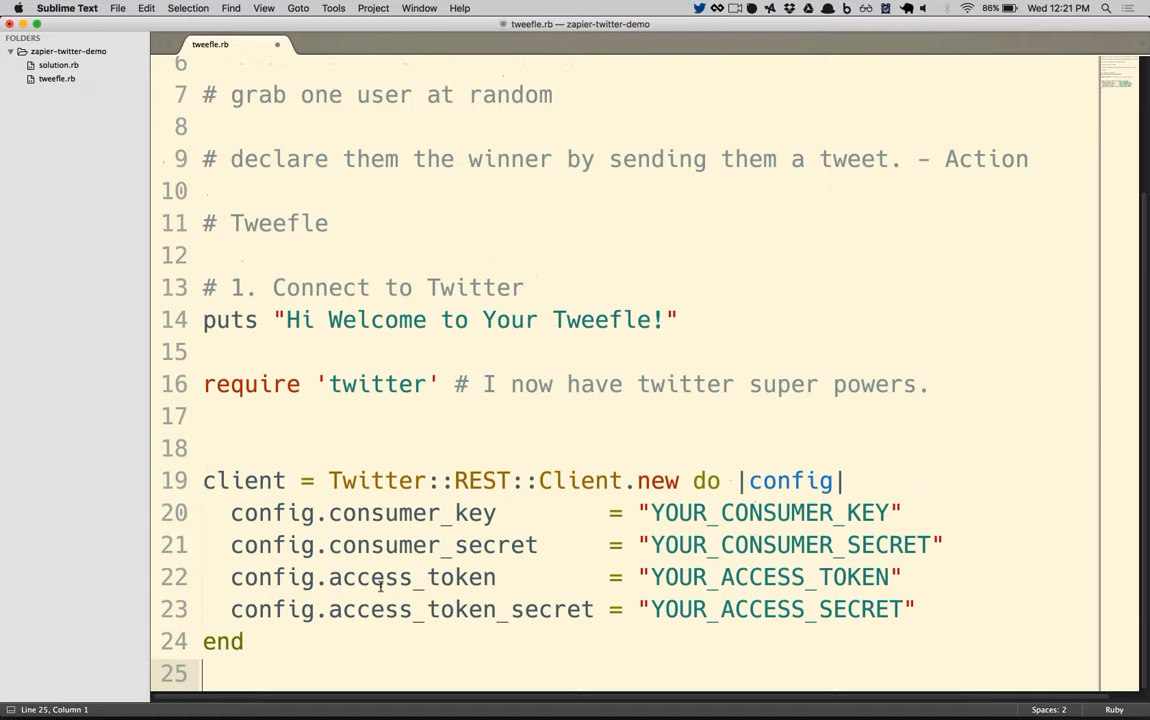 Sublime Text File Edit Selection Find View Goto Tools Project Window Help 86% Wed 12:21 PM
tweefle.rb — zapier-twitter-demo
FOLDERS
zapier-twitter-demo
solution.rb
tweefle.rb
tweefle.rb
6
7 # grab one user at random
8
9 # declare them the winner by sending them a tweet. - Action
10
11 # Tweefle
12
13 # 1. Connect to Twitter
14 puts "Hi Welcome to Your Tweefle!"
15
16 require 'twitter' # I now have twitter super powers.
17
18
19 client = Twitter::REST::Client.new do |config|
20 config.consumer_key = "YOUR_CONSUMER_KEY"
21 config.consumer_secret = "YOUR_CONSUMER_SECRET"
22 config.access_token = "YOUR_ACCESS_TOKEN"
23 config.access_token_secret = "YOUR_ACCESS_SECRET"
24 end
25
Line 25, Column 1 Spaces: 2 Ruby